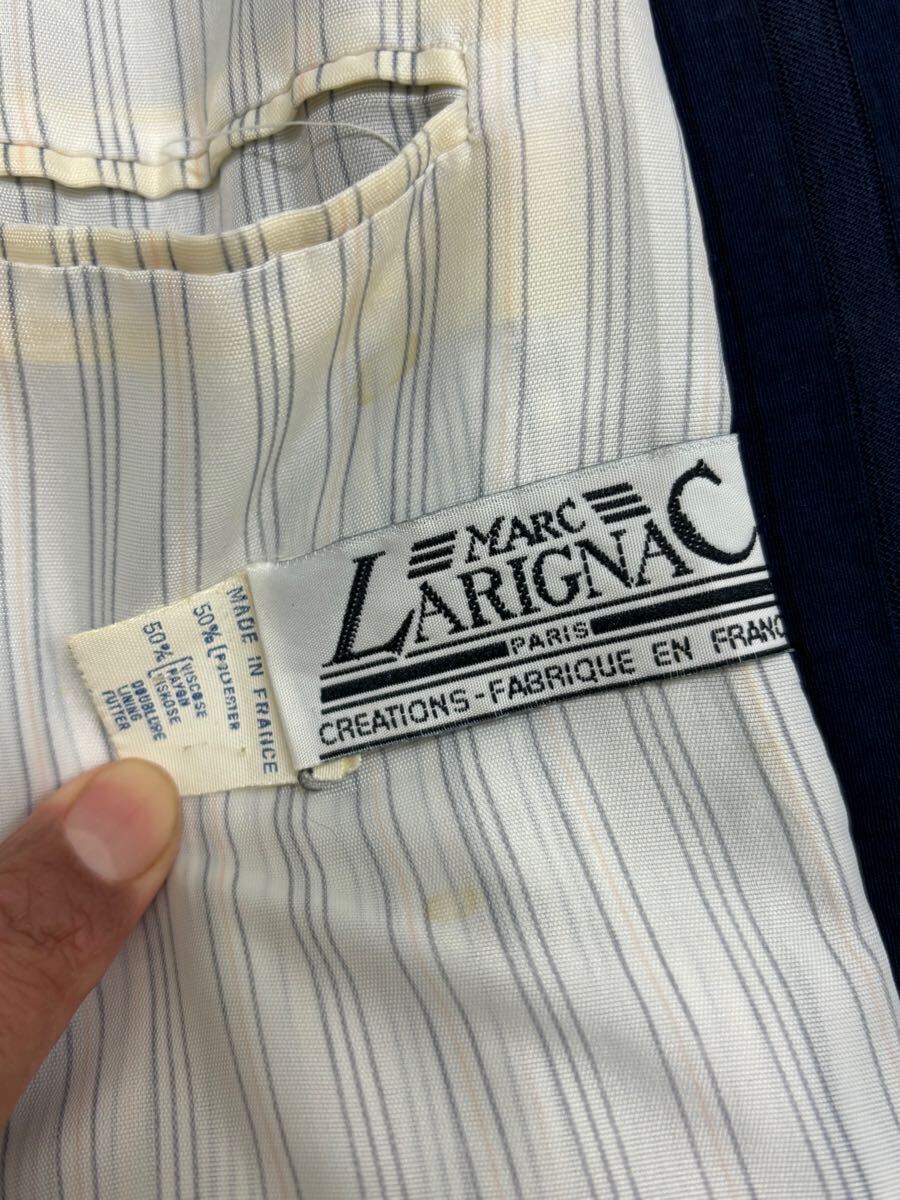 MARC
LARIGNAC
PARIS
CREATIONS-FABRIQUE EN FRANC
MADE IN FRANCE
50% [POLYESTER
50% [VISCOSE
RAYON
VISKOSE
DOUBLURE
LINING
FUTTER